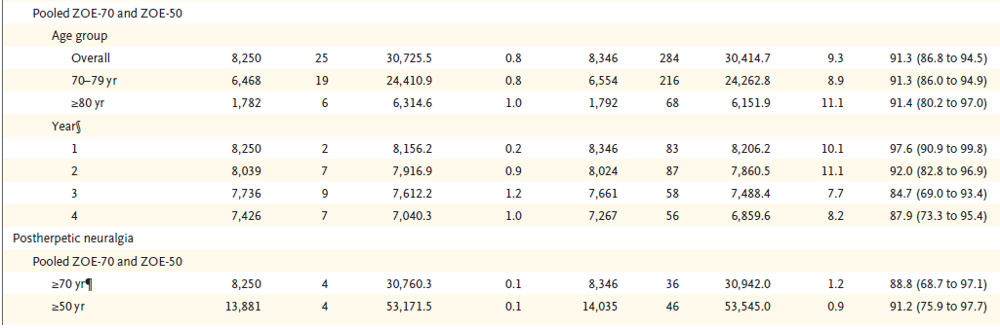 Pooled ZOE-70 and ZOE-50
Age group
Overall 8,250 25 30,725.5 0.8 8,346 284 30,414.7 9.3 91.3 (86.8 to 94.5)
70–79 yr 6,468 19 24,410.9 0.8 6,554 216 24,262.8 8.9 91.3 (86.0 to 94.9)
≥80 yr 1,782 6 6,314.6 1.0 1,792 68 6,151.9 11.1 91.4 (80.2 to 97.0)
Year§
1 8,250 2 8,156.2 0.2 8,346 83 8,206.2 10.1 97.6 (90.9 to 99.8)
2 8,039 7 7,916.9 0.9 8,024 87 7,860.5 11.1 92.0 (82.8 to 96.9)
3 7,736 9 7,612.2 1.2 7,661 58 7,488.4 7.7 84.7 (69.0 to 93.4)
4 7,426 7 7,040.3 1.0 7,267 56 6,859.6 8.2 87.9 (73.3 to 95.4)
Postherpetic neuralgia
Pooled ZOE-70 and ZOE-50
≥70 yr¶ 8,250 4 30,760.3 0.1 8,346 36 30,942.0 1.2 88.8 (68.7 to 97.1)
≥50 yr 13,881 4 53,171.5 0.1 14,035 46 53,545.0 0.9 91.2 (75.9 to 97.7)